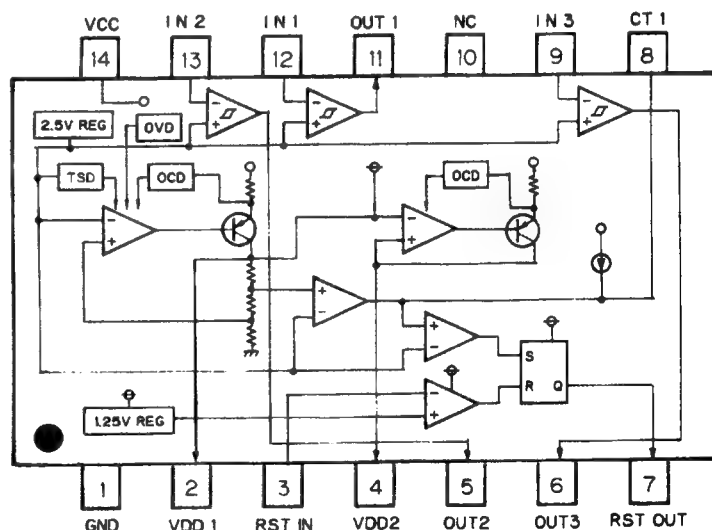 VCC IN 2 IN 1 OUT 1 NC IN 3 CT 1
14 13 12 11 10 9 8
2.5V REG OVD
TSD OCD OCD
- + - + - +
- + - +
+ -
+ -
S
R Q
- +
1.25V REG
1 2 3 4 5 6 7
GND VDD 1 RST IN VDD2 OUT2 OUT3 RST OUT